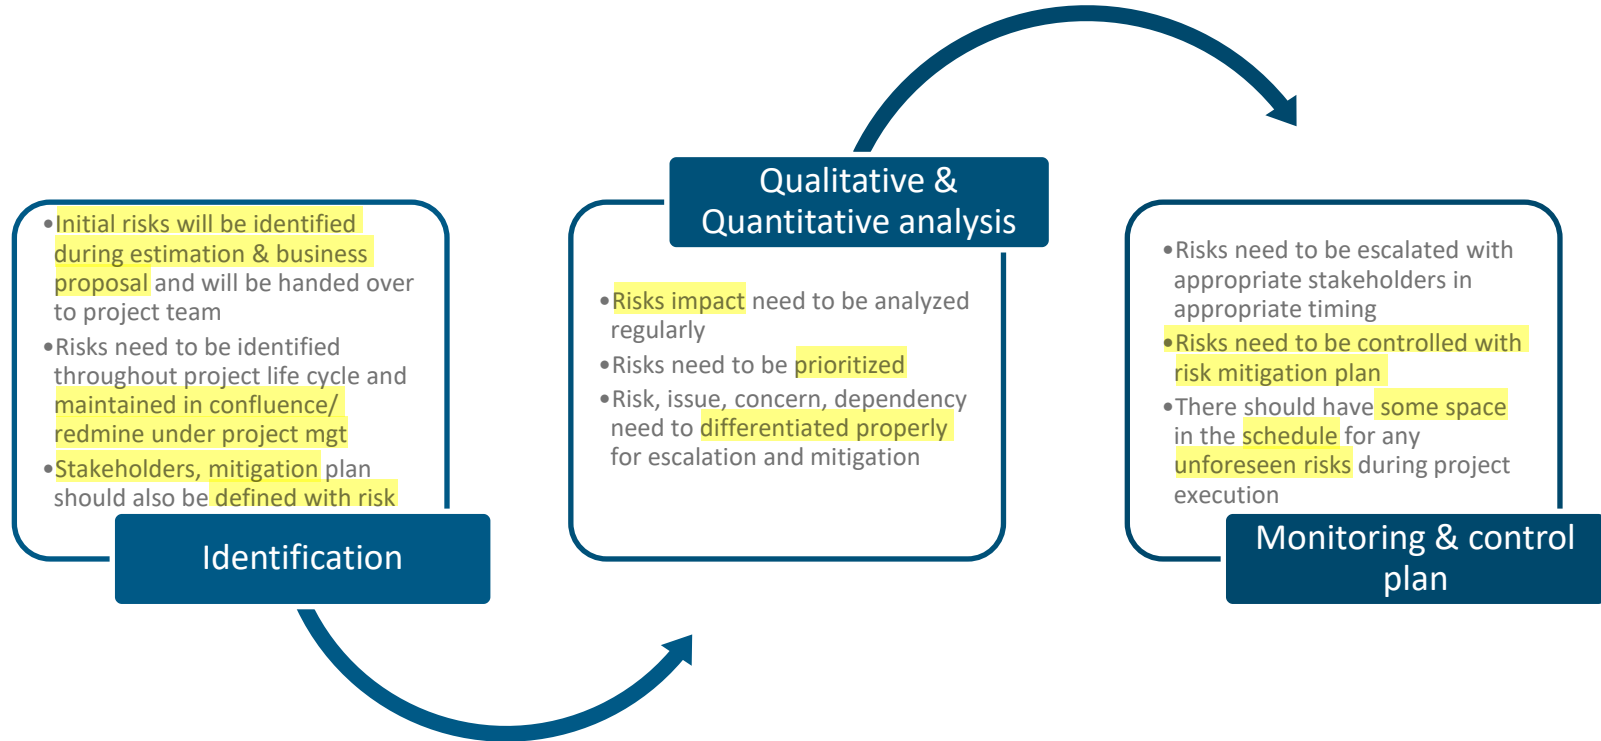 •Initial risks will be identified
during estimation & business
proposal and will be handed over
to project team
•Risks need to be identified
throughout project life cycle and
maintained in confluence/
redmine under project mgt
•Stakeholders, mitigation plan
should also be defined with risk
Identification
Qualitative &
Quantitative analysis
•Risks impact need to be analyzed
regularly
•Risks need to be prioritized
•Risk, issue, concern, dependency
need to differentiated properly
for escalation and mitigation
•Risks need to be escalated with
appropriate stakeholders in
appropriate timing
•Risks need to be controlled with
risk mitigation plan
•There should have some space
in the schedule for any
unforeseen risks during project
execution
Monitoring & control
plan